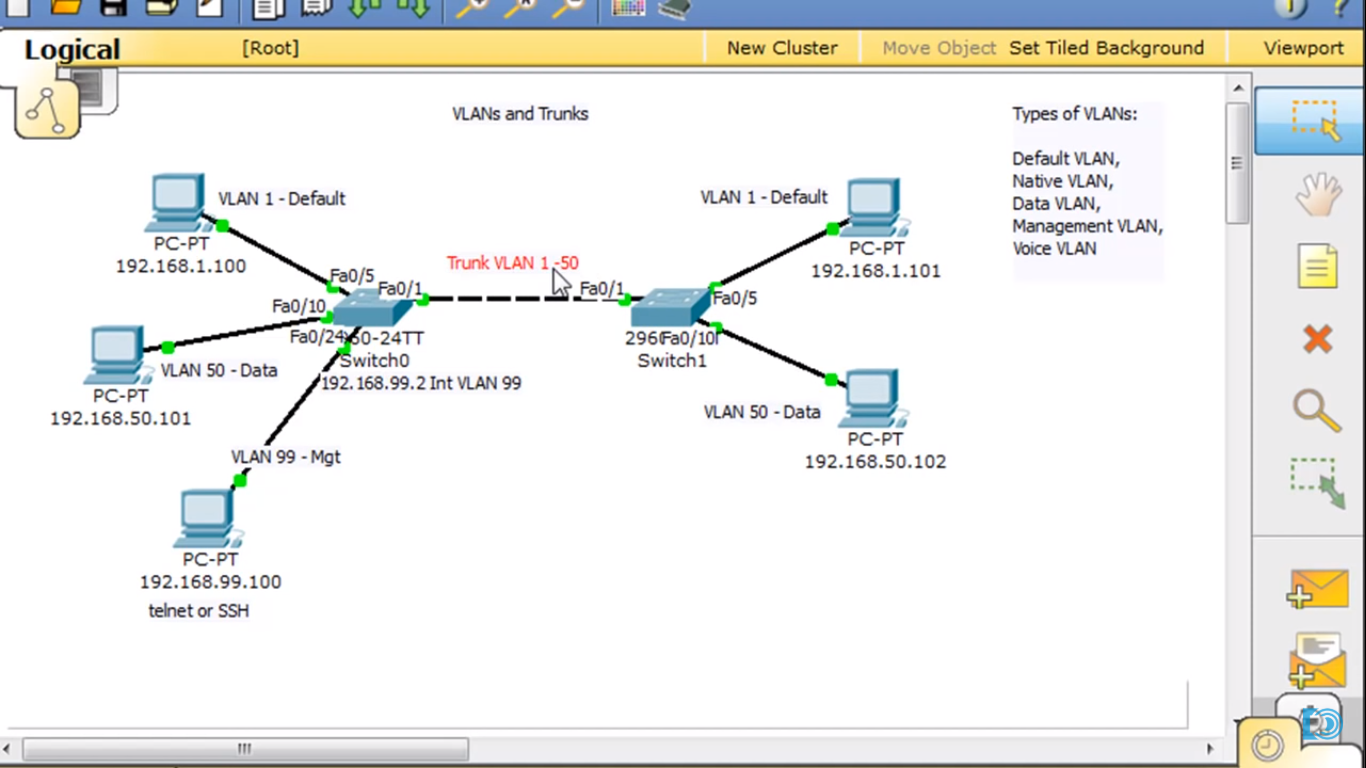 Logical
[Root]
New Cluster
Move Object
Set Tiled Background
Viewport
VLANs and Trunks
Types of VLANs:
Default VLAN,
Native VLAN,
Data VLAN,
Management VLAN,
Voice VLAN
VLAN 1 - Default
PC-PT
192.168.1.100
VLAN 1 - Default
PC-PT
192.168.1.101
Trunk VLAN 1 -50
Fa0/5
Fa0/1
Fa0/10
Fa0/24
50-24TT
Switch0
192.168.99.2 Int VLAN 99
Fa0/1
Fa0/5
296
Fa0/10
Switch1
VLAN 50 - Data
PC-PT
192.168.50.101
VLAN 50 - Data
PC-PT
192.168.50.102
VLAN 99 - Mgt
PC-PT
192.168.99.100
telnet or SSH